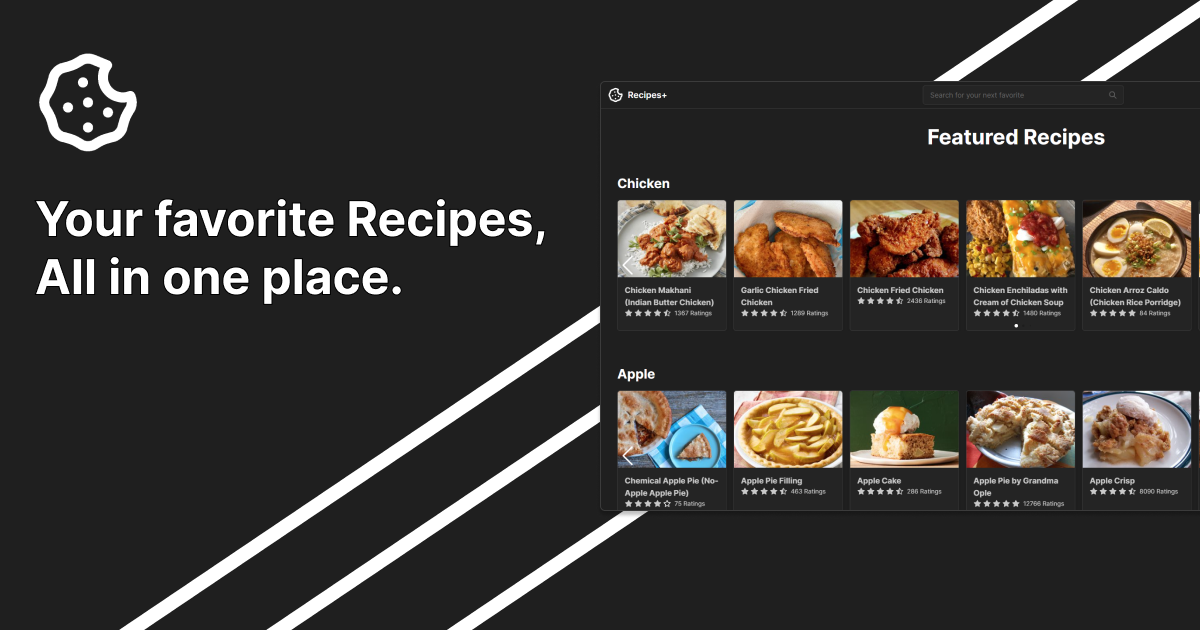 Your favorite Recipes,
All in one place.
Recipes+
Search for your next favorite
Featured Recipes
Chicken
Chicken Makhani
(Indian Butter Chicken)
1367 Ratings
Garlic Chicken Fried
Chicken
1289 Ratings
Chicken Fried Chicken
2436 Ratings
Chicken Enchiladas with
Cream of Chicken Soup
1480 Ratings
Chicken Arroz Caldo
(Chicken Rice Porridge)
84 Ratings
Apple
Chemical Apple Pie (No-
Apple Apple Pie)
75 Ratings
Apple Pie Filling
463 Ratings
Apple Cake
286 Ratings
Apple Pie by Grandma
Ople
12766 Ratings
Apple Crisp
8090 Ratings